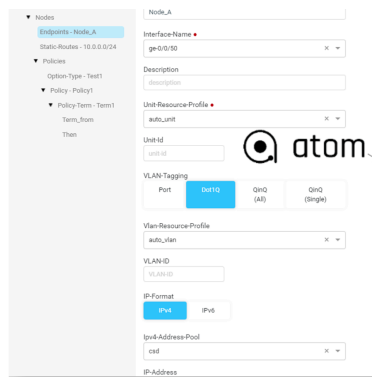 Nodes
Endpoints - Node_A
Static-Routes - 10.0.0.0/24
Policies
Option-Type - Test1
Policy - Policy1
Policy-Term - Term1
Term_from
Then
Node_A
Interface-Name
ge-0/0/50
Description
description
Unit-Resource-Profile
auto_unit
Unit-Id
unit-id
atom
VLAN-Tagging
Port
Dot1Q
QinQ
(All)
QinQ
(Single)
Vlan-Resource-Profile
auto_vlan
VLAN-ID
VLAN-ID
IP-Format
IPv4
IPv6
Ipv4-Address-Pool
csd
IP-Address